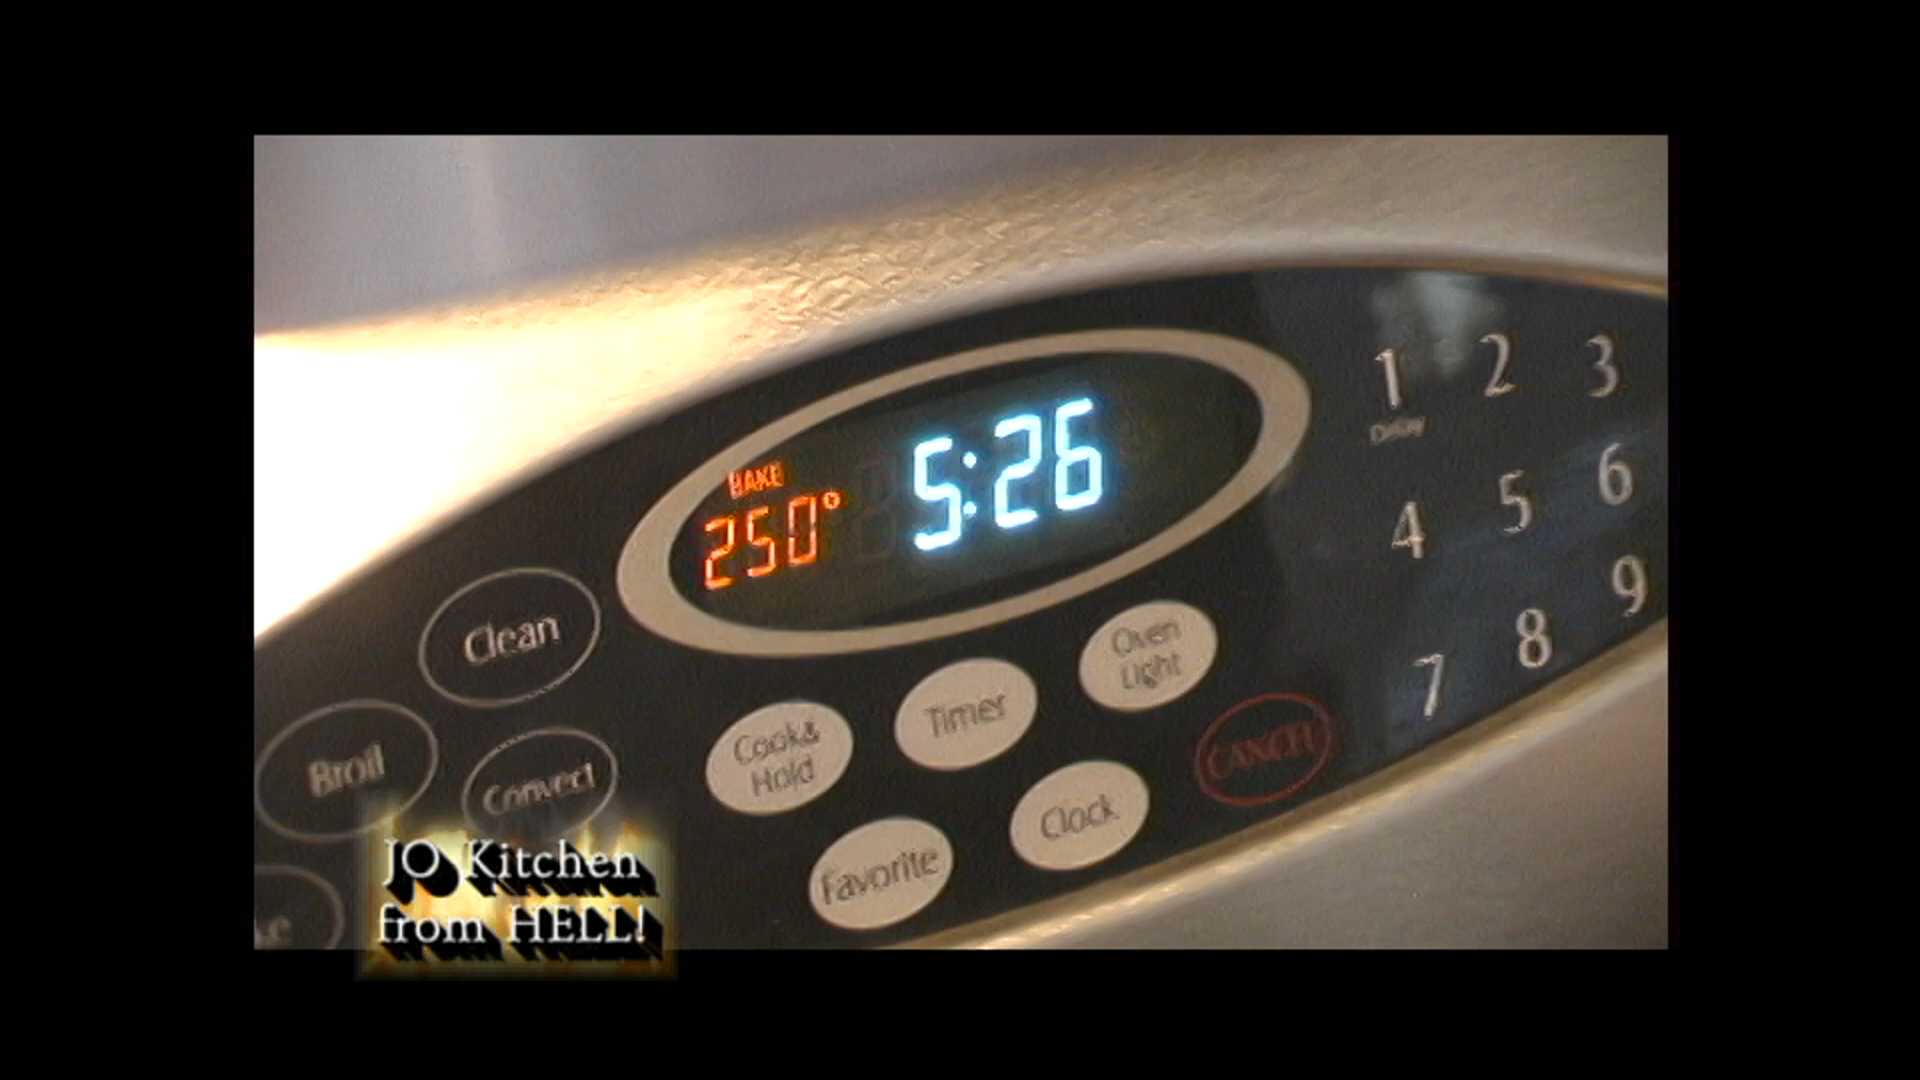 BAKE
250°
5:26
1
2
3
Delay
4
5
6
7
8
9
Clean
Broil
Convect
Cook&
Hold
Timer
Oven
Light
CANCEL
Favorite
Clock
JO Kitchen
from HELL!